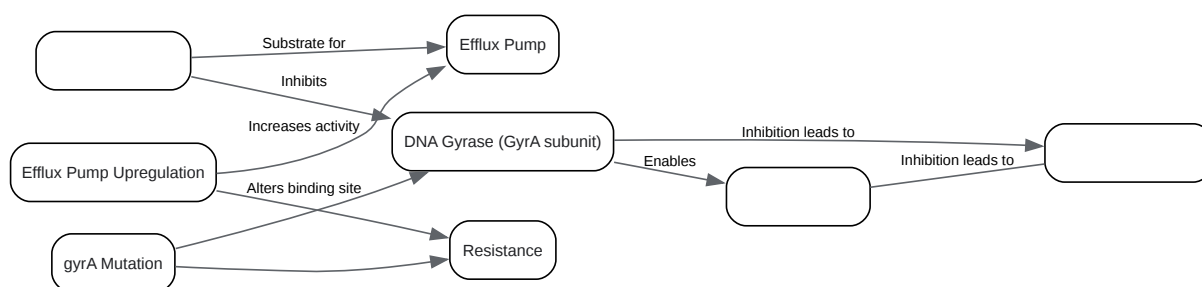 Substrate for
Efflux Pump
Inhibits
Increases activity
DNA Gyrase (GyrA subunit)
Inhibition leads to
Inhibition leads to
Enables
Efflux Pump Upregulation
Alters binding site
gyrA Mutation
Resistance